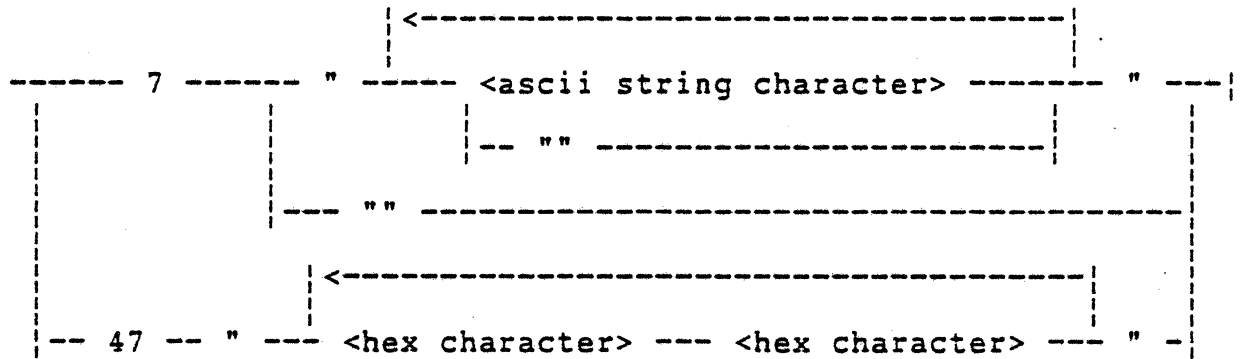 |<------------------------------------|
------ 7 ------ " ----- <ascii string character> ------- " ---|
|-- "" ------------------------|
|--- "" ----------------------------------------|
|<----------------------------------------|
|-- 47 -- " --- <hex character> --- <hex character> --- " -|